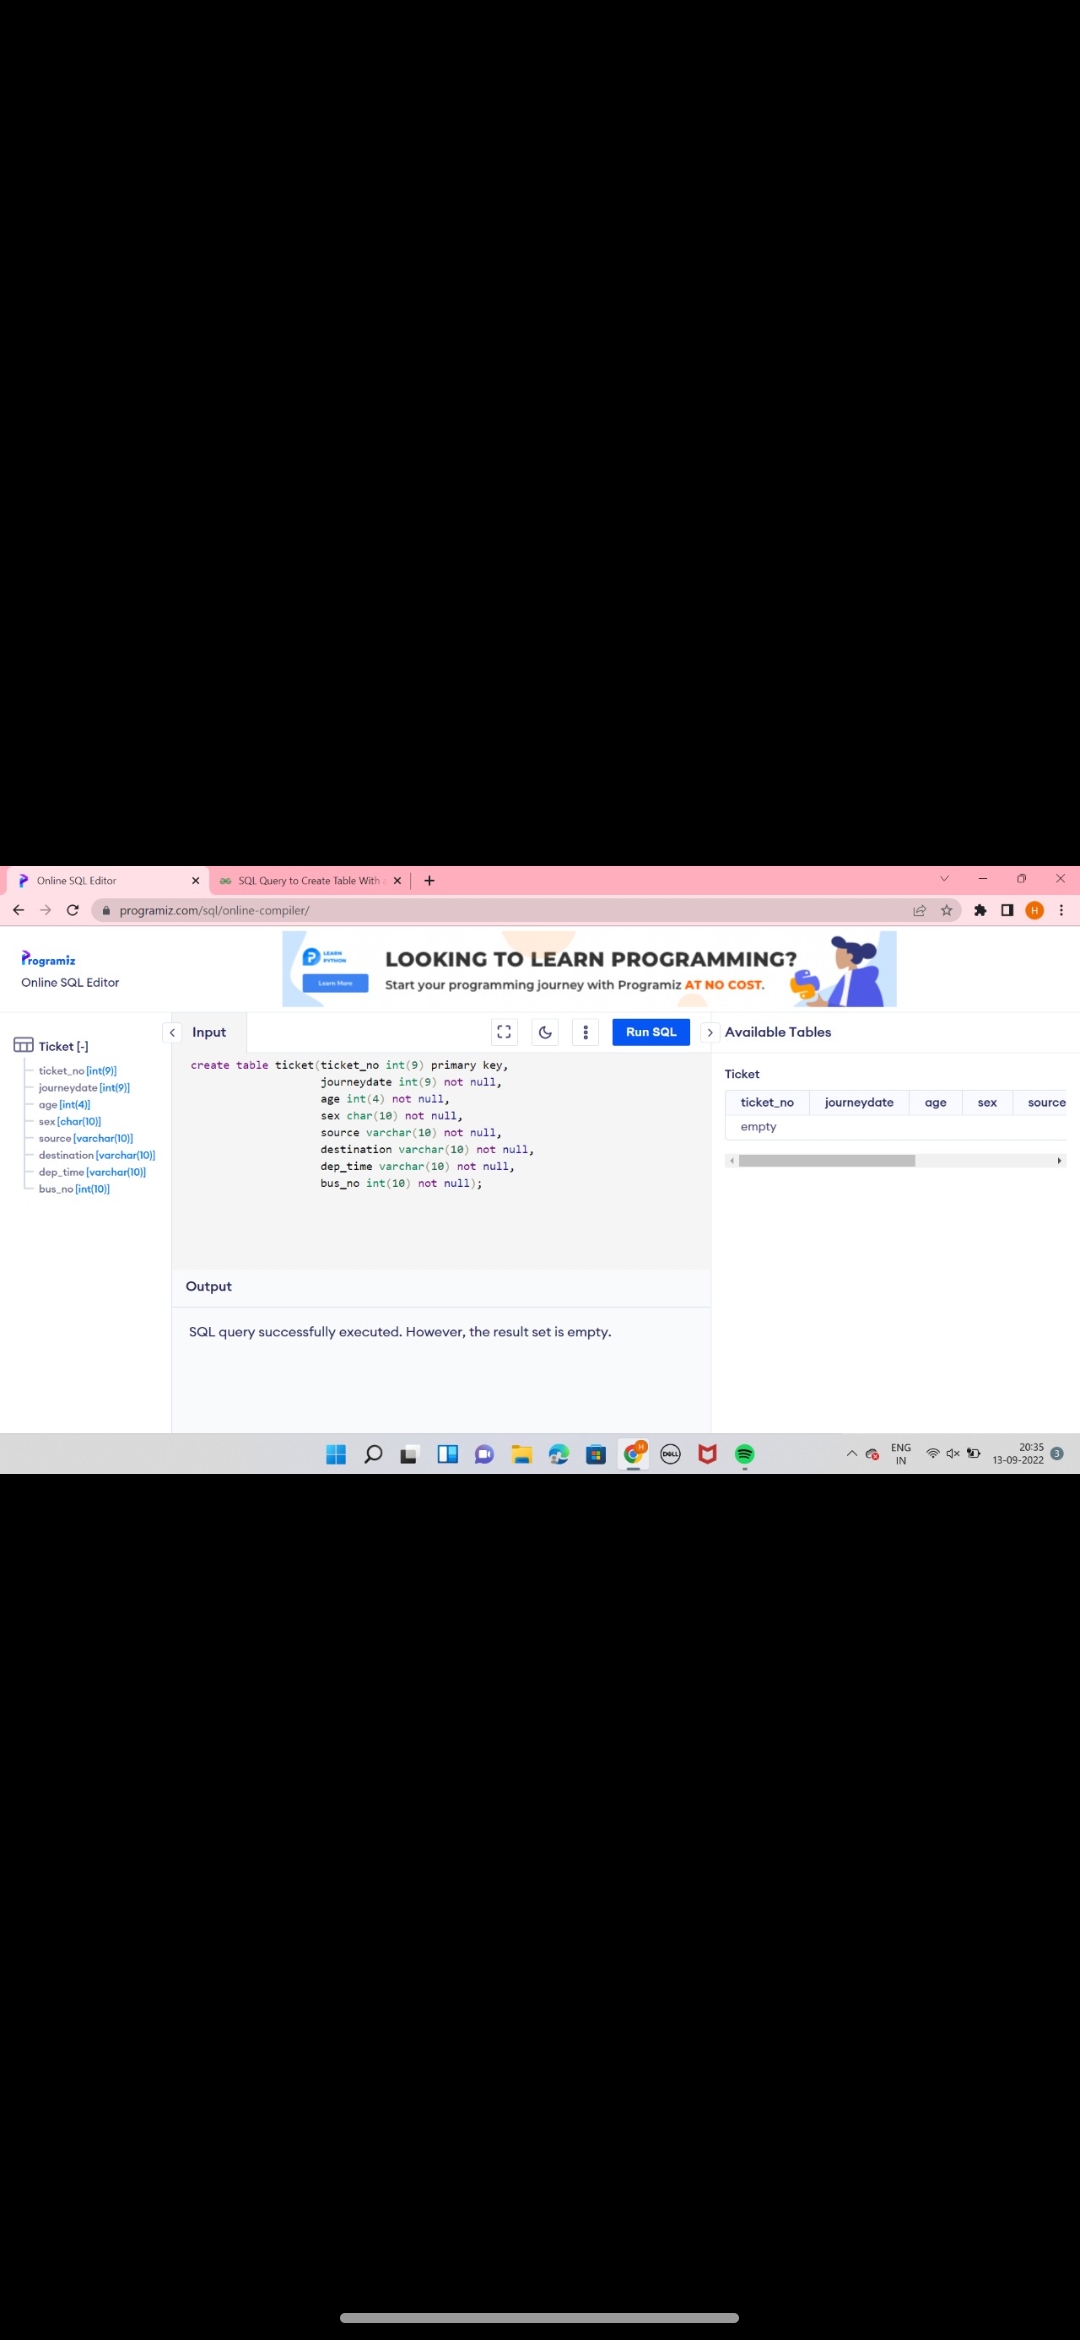 Online SQL Editor
SQL Query to Create Table With
programiz.com/sql/online-compiler/
H
Programiz
Online SQL Editor
LEARN
PYTHON
Learn More
LOOKING TO LEARN PROGRAMMING?
Start your programming journey with Programiz AT NO COST.
Ticket [-]
ticket_no [int(9)]
journeydate [int(9)]
age [int(4)]
sex [char(10)]
source [varchar(10)]
destination [varchar(10)]
dep_time [varchar(10)]
bus_no [int(10)]
Input
Run SQL
create table ticket(ticket_no int(9) primary key,
journeydate int(9) not null,
age int(4) not null,
sex char(10) not null,
source varchar(10) not null,
destination varchar(10) not null,
dep_time varchar(10) not null,
bus_no int(10) not null);
Output
SQL query successfully executed. However, the result set is empty.
Available Tables
Ticket
ticket_no journeydate age sex source
empty
H
DELL
ENG
IN
20:35
13-09-2022
3